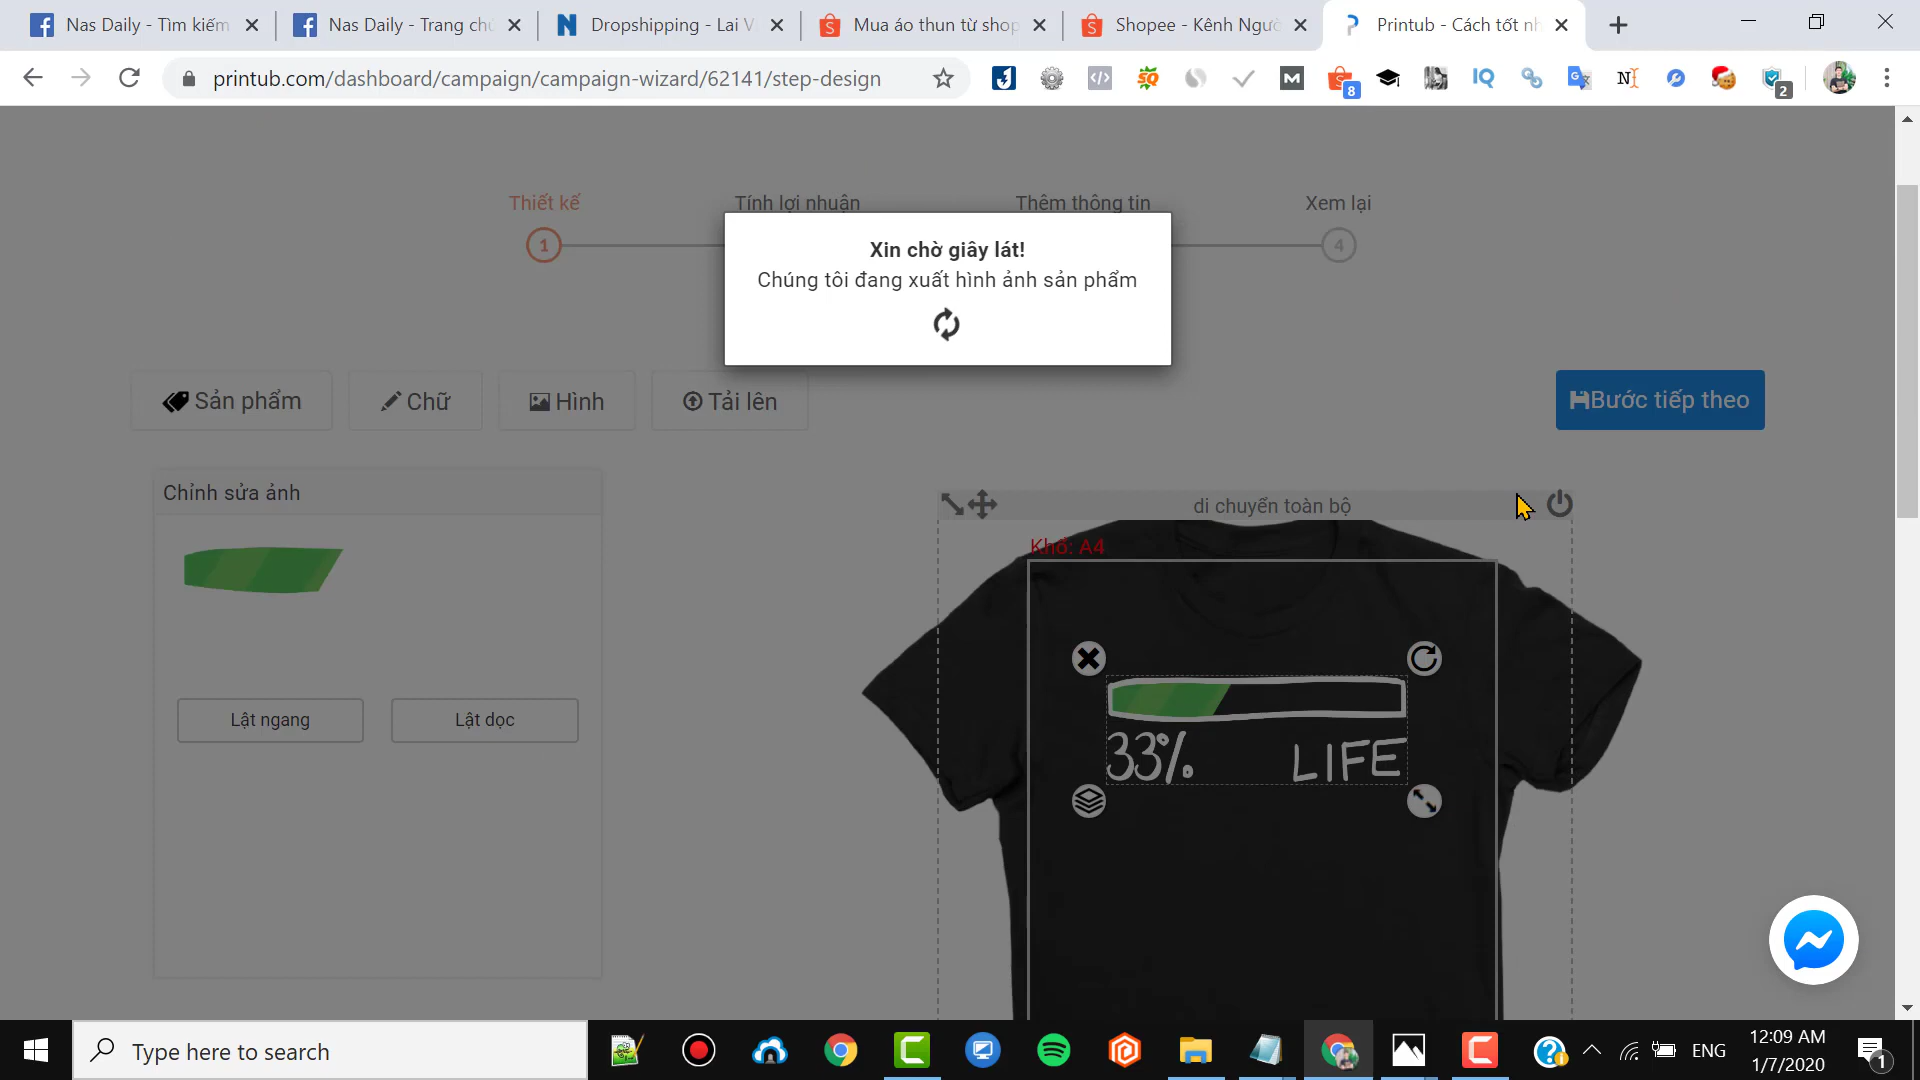 Nas Daily - Tìm kiếm
Nas Daily - Trang chủ
Dropshipping - Lai V
Mua áo thun từ shop
Shopee - Kênh Ngườ
Printub - Cách tốt nh
printub.com/dashboard/campaign/campaign-wizard/62141/step-design
8
2
Thiết kế
Tính lợi nhuận
Thêm thông tin
Xem lại
1
4
Xin chờ giây lát!
Chúng tôi đang xuất hình ảnh sản phẩm
Sản phẩm
Chữ
Hình
Tải lên
Bước tiếp theo
Chỉnh sửa ảnh
di chuyển toàn bộ
Khổ: A4
Lật ngang
Lật dọc
33%
LIFE
Type here to search
ENG
12:09 AM
1/7/2020
1